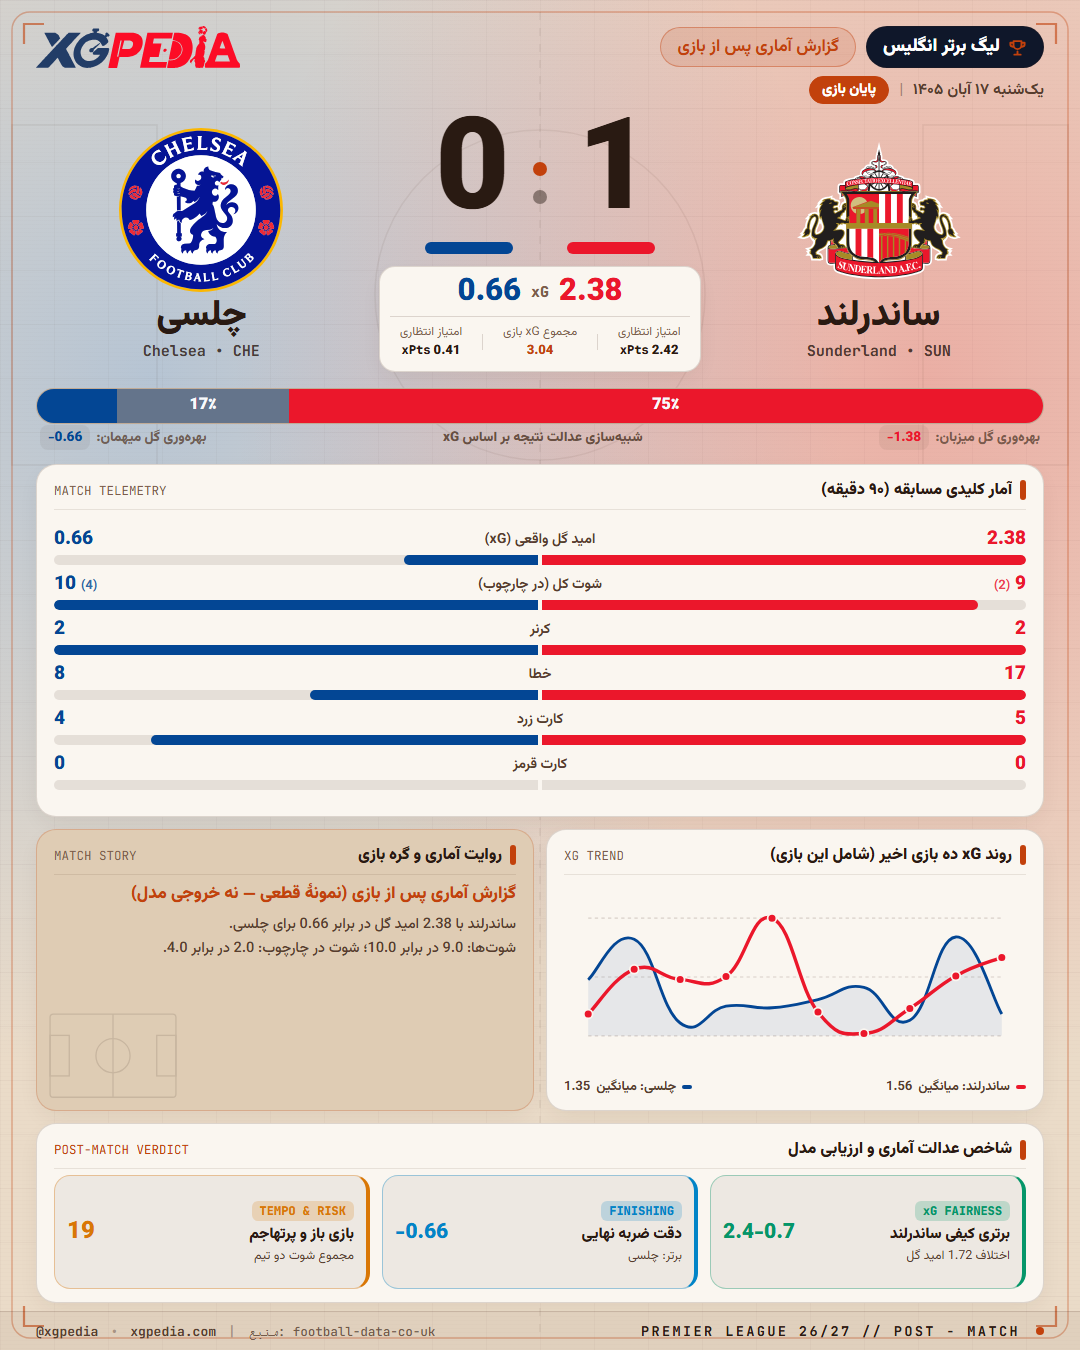 XGPEDIA
لیگ برتر انگلیس
گزارش آماری پس از بازی
یک‌شنبه ۱۷ آبان ۱۴۰۵ | پایان بازی
CHELSEA
FOOTBALL CLUB
0 : 1
CONSECTATIO EXCELLENTIAE
SUNDERLAND A.F.C.
چلسی
Chelsea • CHE
ساندرلند
Sunderland • SUN
0.66 xG 2.38
امتیاز انتظاری
xPts 2.42
مجموع xG بازی
3.04
امتیاز انتظاری
xPts 0.41
17٪
75٪
بهره‌وری گل میزبان: -1.38
شبیه‌سازی عدالت نتیجه بر اساس xG
بهره‌وری گل میهمان: -0.66
آمار کلیدی مسابقه (۹۰ دقیقه)
MATCH TELEMETRY
2.38 امید گل واقعی (xG) 0.66
9 (2) شوت کل (در چارچوب) 10 (4)
2 کرنر 2
17 خطا 8
5 کارت زرد 4
0 کارت قرمز 0
روند xG ده بازی اخیر (شامل این بازی)
XG TREND
ساندرلند: میانگین 1.56
چلسی: میانگین 1.35
روایت آماری و گره بازی
MATCH STORY
گزارش آماری پس از بازی (نمونهٔ قطعی — نه خروجی مدل)
ساندرلند با 2.38 امید گل در برابر 0.66 برای چلسی.
شوت‌ها: 9.0 در برابر 10.0؛ شوت در چارچوب: 2.0 در برابر 4.0.
شاخص عدالت آماری و ارزیابی مدل
POST-MATCH VERDICT
xG FAIRNESS
برتری کیفی ساندرلند
اختلاف 1.72 امید گل
2.4-0.7
FINISHING
دقت ضربه نهایی
برتر: چلسی
-0.66
TEMPO & RISK
بازی باز و پرتهاجم
مجموع شوت دو تیم
19
@xgpedia • xgpedia.com | منبع: football-data-co-uk
PREMIER LEAGUE 26/27 // POST - MATCH